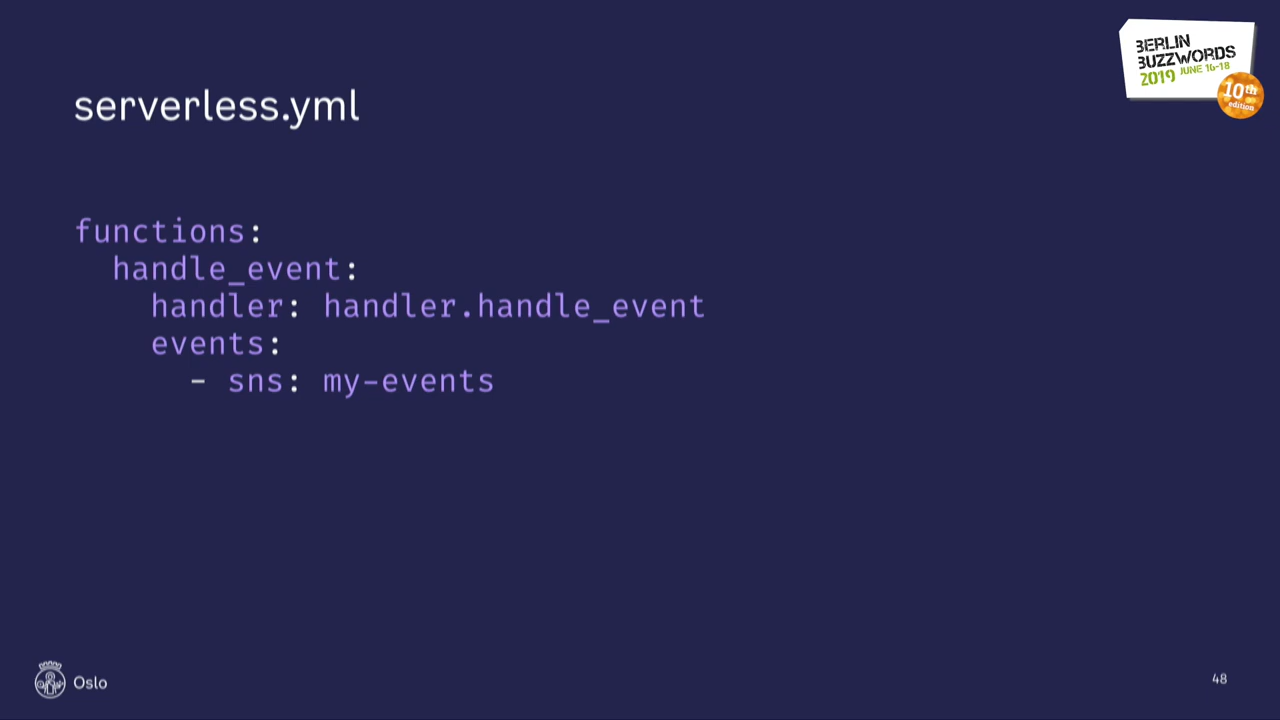 BERLIN
BUZZWORDS
2019 JUNE 16-18
10th
edition
serverless.yml
functions:
  handle_event:
    handler: handler.handle_event
    events:
      - sns: my-events
Oslo
48